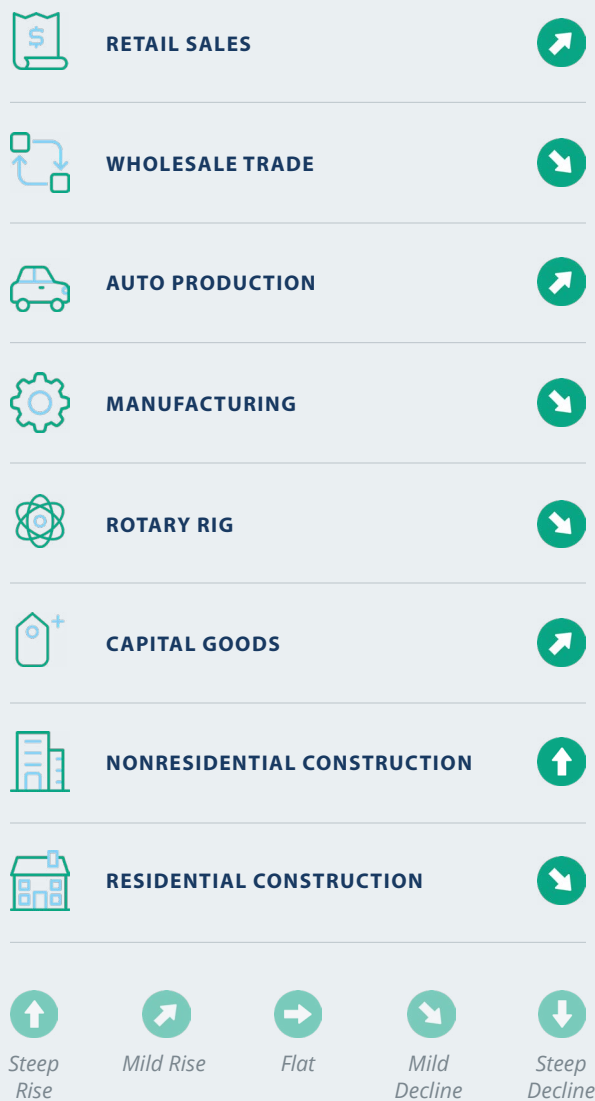 $
RETAIL SALES
WHOLESALE TRADE
AUTO PRODUCTION
MANUFACTURING
ROTARY RIG
CAPITAL GOODS
NONRESIDENTIAL CONSTRUCTION
RESIDENTIAL CONSTRUCTION
Steep
Rise
Mild Rise
Flat
Mild
Decline
Steep
Decline